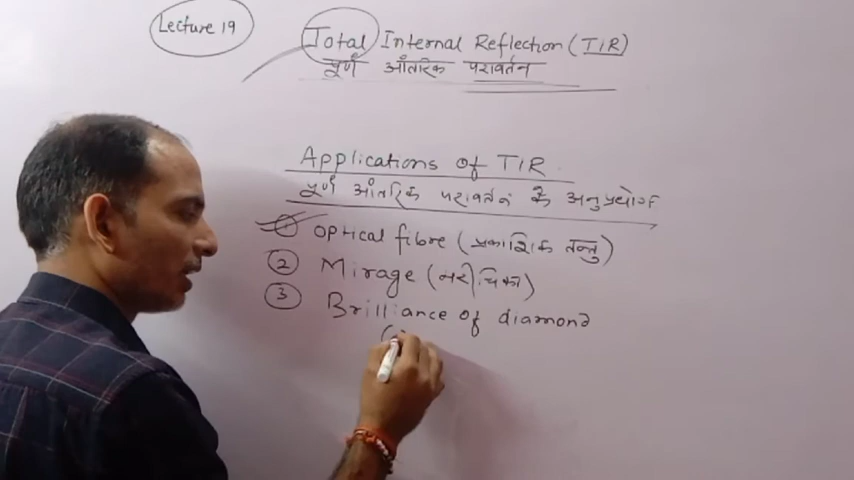 Lecture 19
Total Internal Reflection (TIR)
पूर्ण आंतरिक परावर्तन
Applications of TIR
पूर्ण आंतरिक परावर्तन के अनुप्रयोग
① Optical fibre (प्रकाशिक तन्तु)
② Mirage (मरीचिका)
③ Brilliance of diamond
(